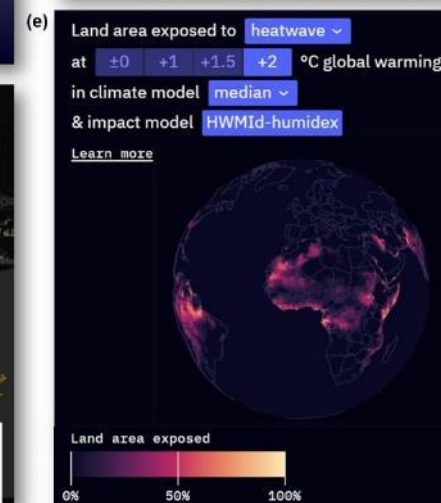 (e)
Land area exposed to heatwave
at ±0 +1 +1.5 +2 °C global warming
in climate model median
& impact model HWMId-humidex
Learn more
Land area exposed
0% 50% 100%